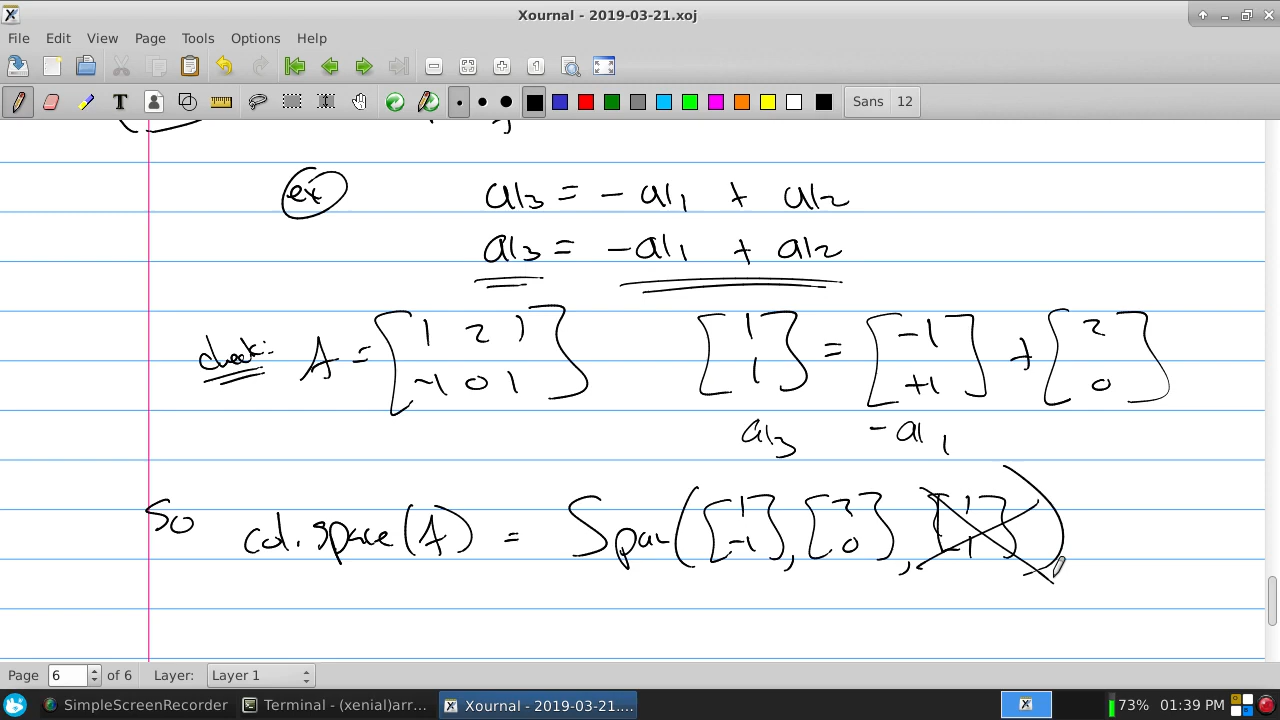 Xournal - 2019-03-21.xoj
File Edit View Page Tools Options Help
Sans 12
ex a₃ = - a₁ + a₂
a₃ = -a₁ + a₂
check: A = [1 2 1; -1 0 1] [1; 1] = [-1; +1] + [2; 0]
a₃ -a₁
So col. space(A) = Span([1; -1], [2; 0], [1; 1])
Page 6 of 6 Layer: Layer 1
SimpleScreenRecorder Terminal - (xenial)arr... Xournal - 2019-03-21.... 73% 01:39 PM